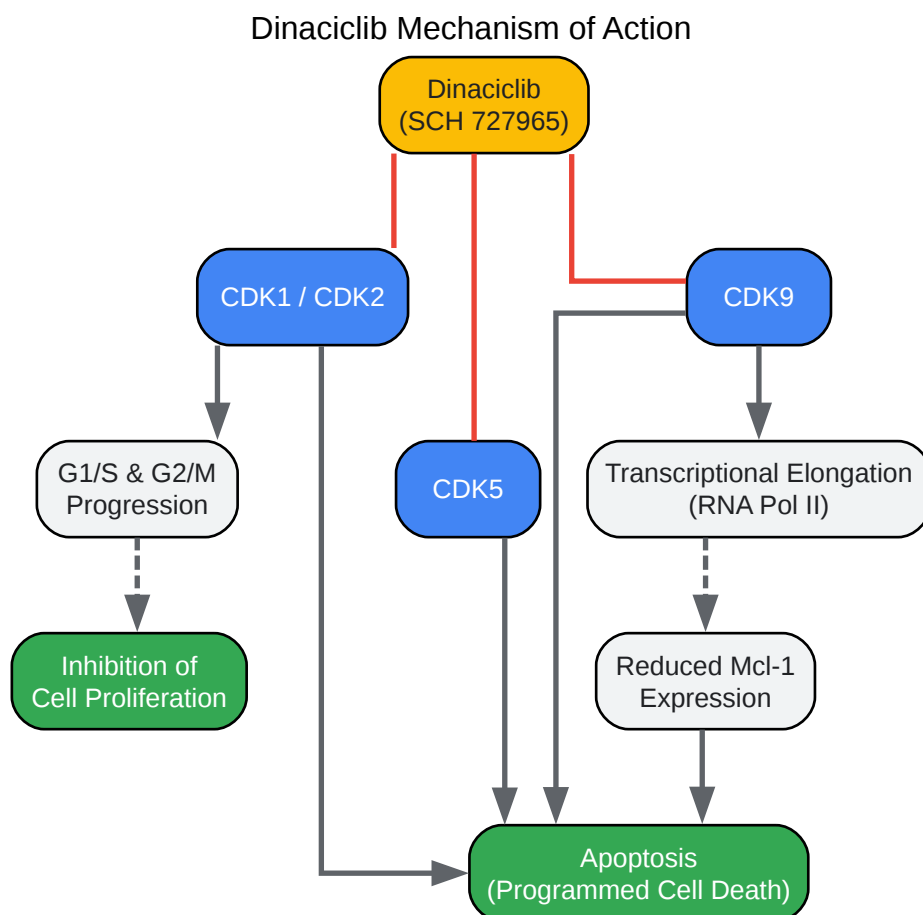 Dinaciclib Mechanism of Action
Dinaciclib
(SCH 727965)
CDK1 / CDK2
CDK9
G1/S & G2/M
Progression
CDK5
Transcriptional Elongation
(RNA Pol II)
Inhibition of
Cell Proliferation
Reduced Mcl-1
Expression
Apoptosis
(Programmed Cell Death)